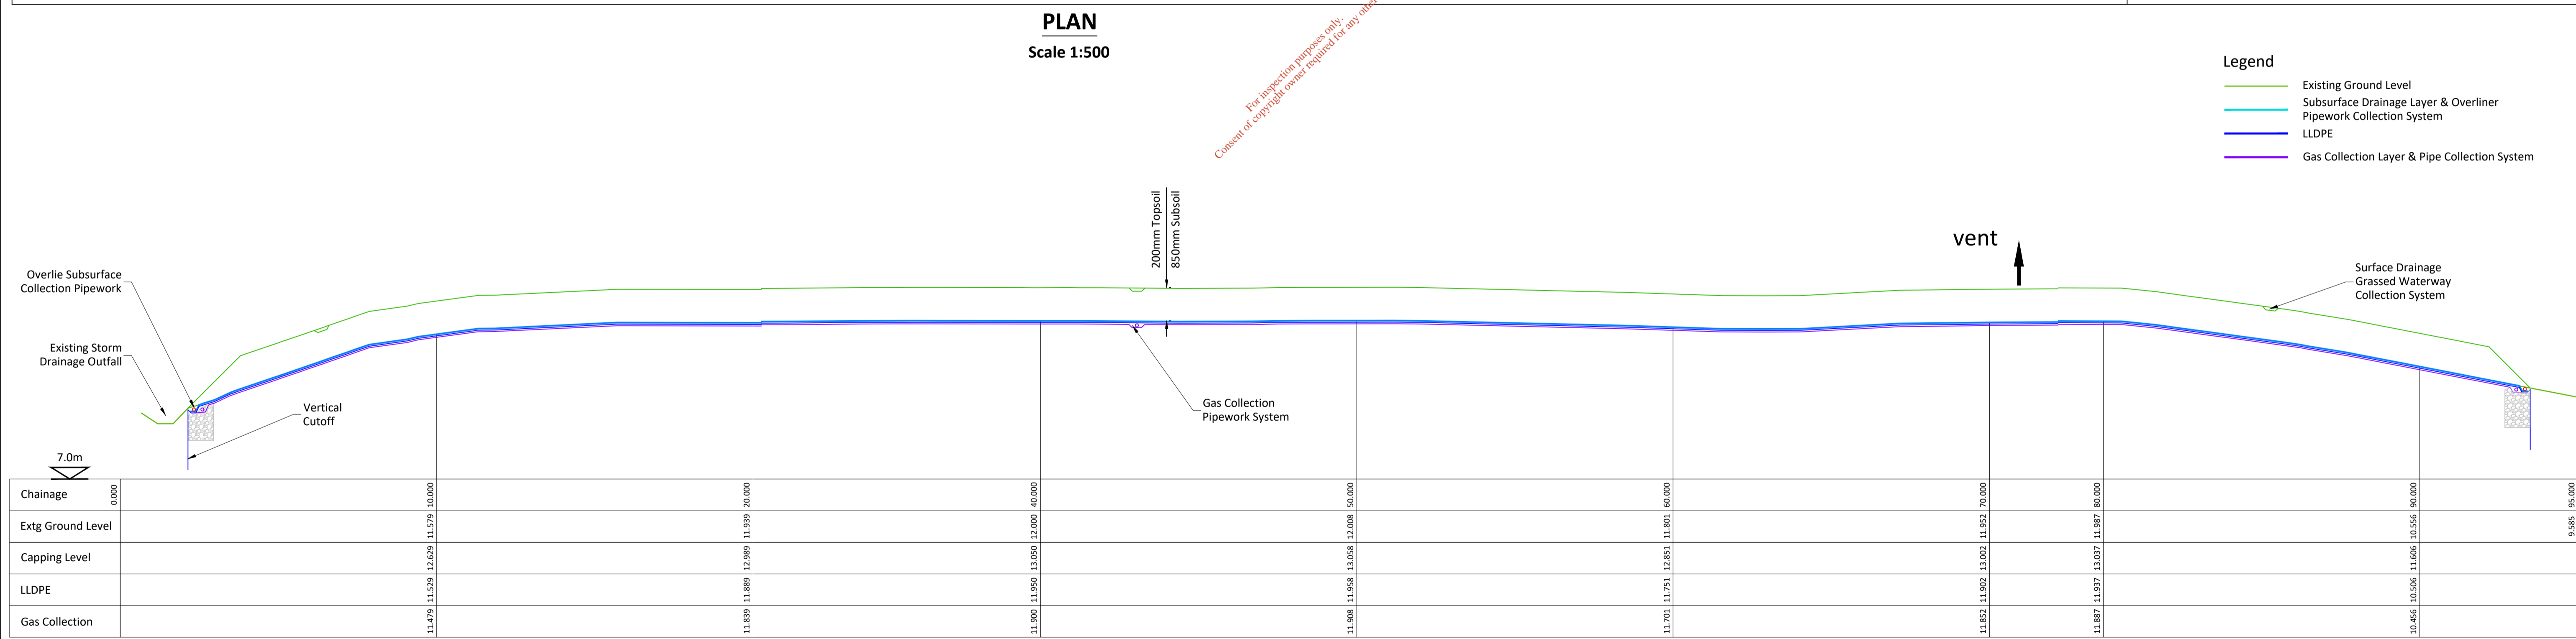 PLAN
Scale 1:500
For inspection purposes only.
Consent of copyright owner required for any other
Legend
Existing Ground Level
Subsurface Drainage Layer & Overliner
Pipework Collection System
LLDPE
Gas Collection Layer & Pipe Collection System
200mm Topsoil
850mm Subsoil
vent
Overlie Subsurface
Collection Pipework
Surface Drainage
Grassed Waterway
Collection System
Existing Storm
Drainage Outfall
Vertical
Cutoff
Gas Collection
Pipework System
7.0m
Chainage 0.000 10.000 20.000 40.000 50.000 60.000 70.000 80.000 90.000 95.000
Extg Ground Level 11.579 11.939 12.000 12.008 11.801 11.952 11.987 10.556 9.585
Capping Level 12.629 12.989 13.050 13.058 12.851 13.002 13.037 11.606
LLDPE 11.529 11.889 11.950 11.958 11.751 11.902 11.937 10.506
Gas Collection 11.479 11.839 11.900 11.908 11.701 11.852 11.887 10.456